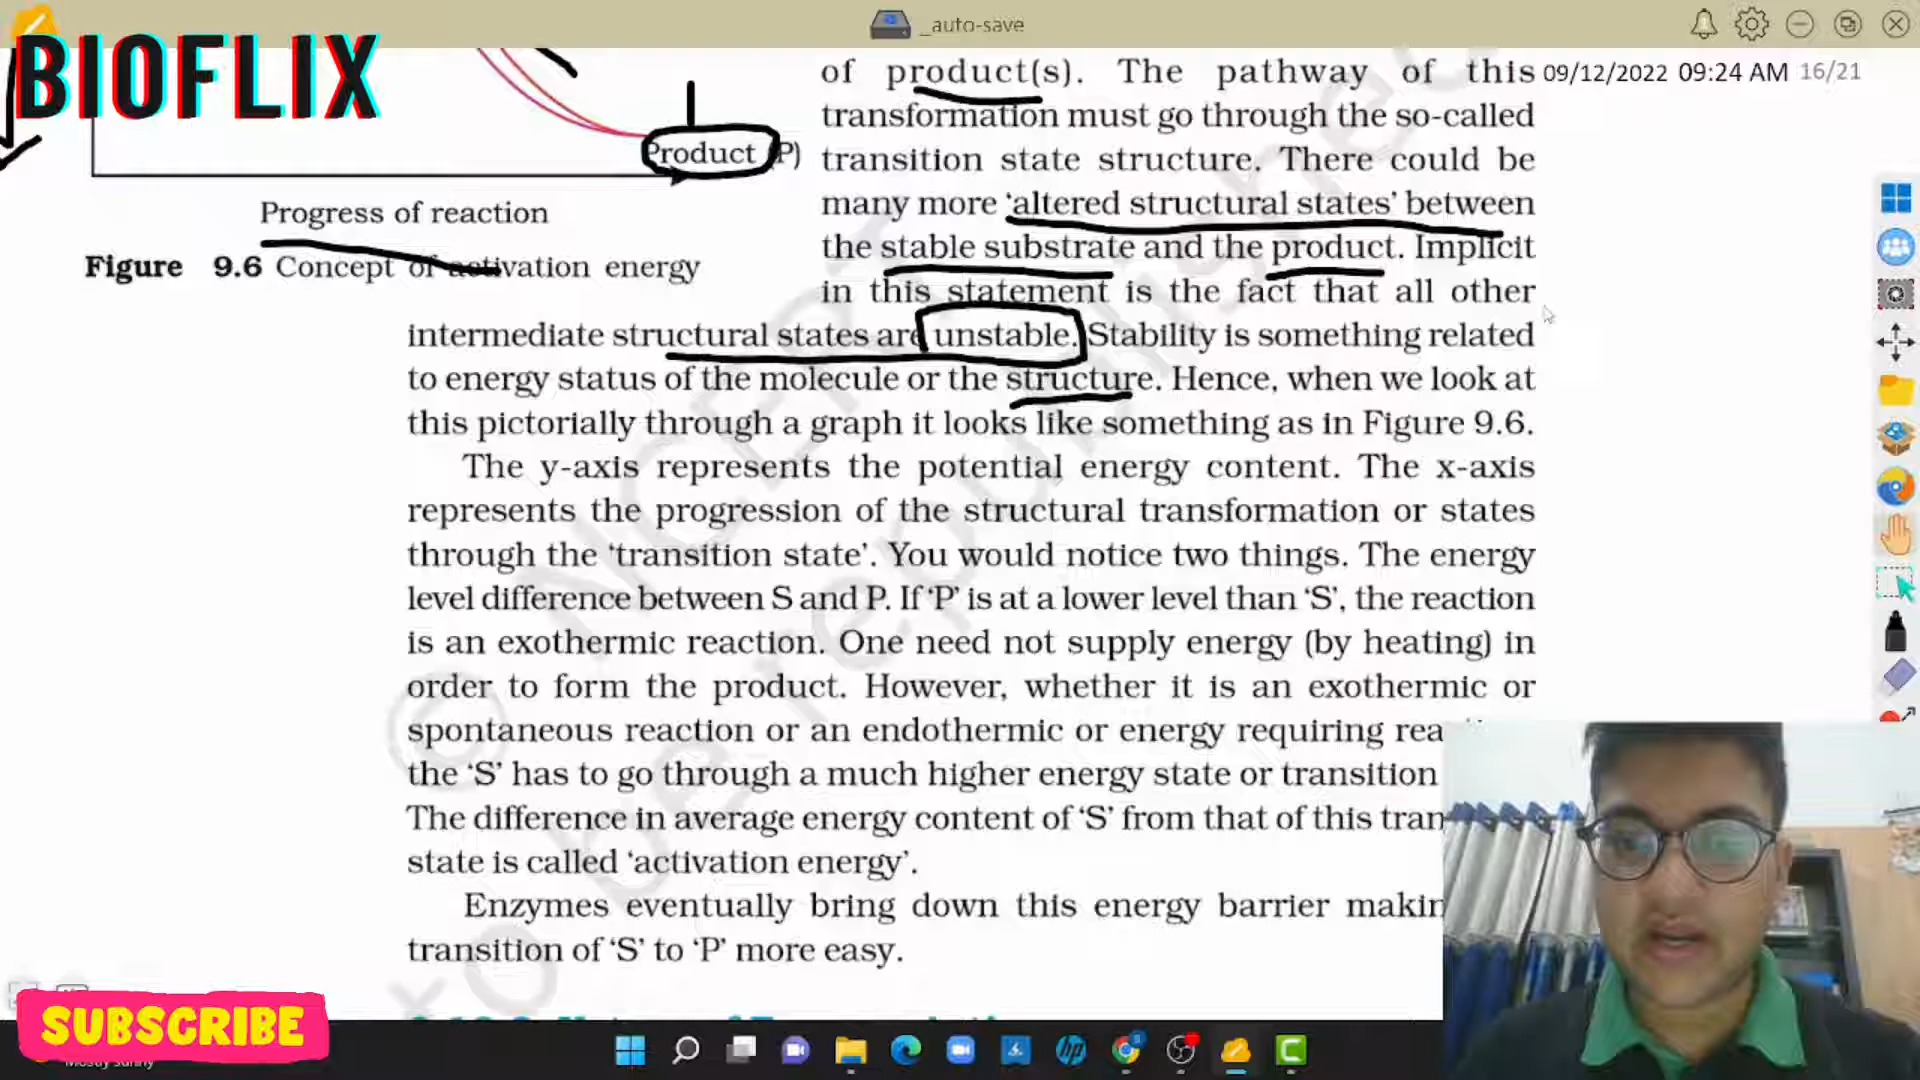 _auto-save
BIOFLIX
09/12/2022 09:24 AM 16/21
Product (P)
Progress of reaction
Figure 9.6 Concept of activation energy
of product(s). The pathway of this
transformation must go through the so-called
transition state structure. There could be
many more ‘altered structural states’ between
the stable substrate and the product. Implicit
in this statement is the fact that all other
intermediate structural states are unstable. Stability is something related
to energy status of the molecule or the structure. Hence, when we look at
this pictorially through a graph it looks like something as in Figure 9.6.
The y-axis represents the potential energy content. The x-axis
represents the progression of the structural transformation or states
through the ‘transition state’. You would notice two things. The energy
level difference between S and P. If ‘P’ is at a lower level than ‘S’, the reaction
is an exothermic reaction. One need not supply energy (by heating) in
order to form the product. However, whether it is an exothermic or
spontaneous reaction or an endothermic or energy requiring rea
the ‘S’ has to go through a much higher energy state or transition
The difference in average energy content of ‘S’ from that of this tran
state is called ‘activation energy’.
Enzymes eventually bring down this energy barrier makin
transition of ‘S’ to ‘P’ more easy.
© NCERT
to be republished
SUBSCRIBE
Mostly sunny
hp